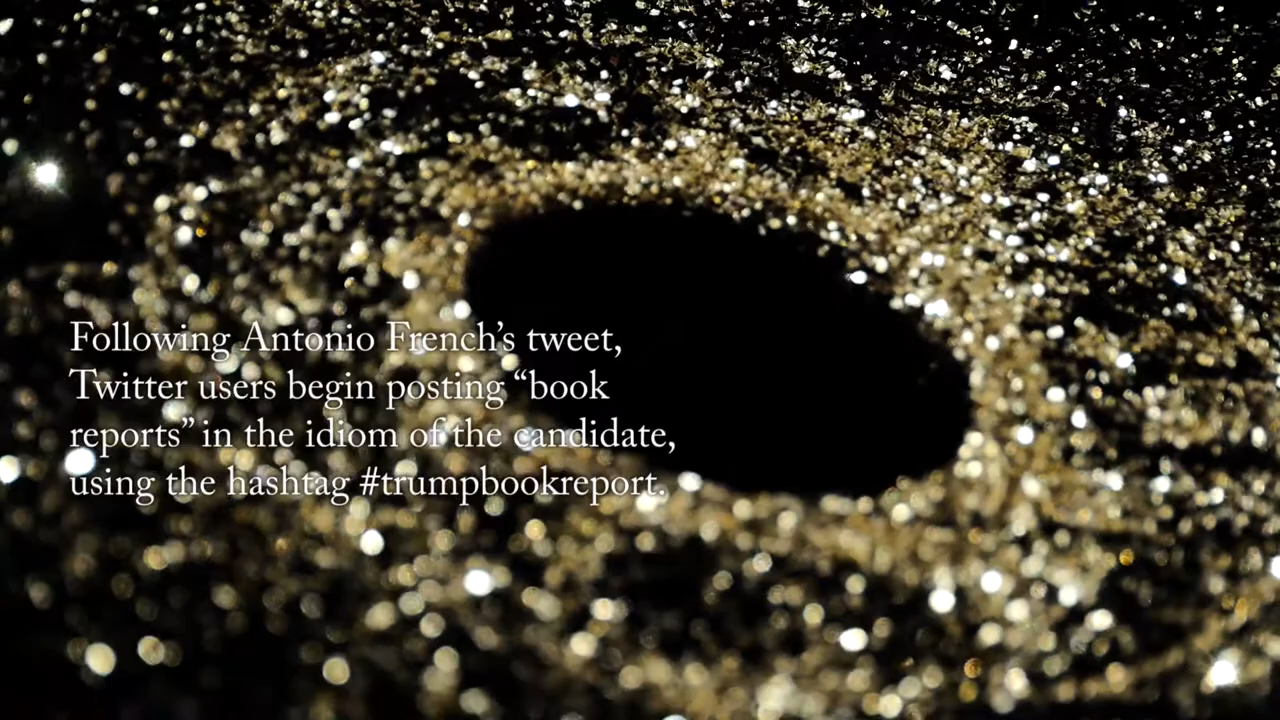 Following Antonio French’s tweet,
Twitter users begin posting “book
reports” in the idiom of the candidate,
using the hashtag #trumpbookreport.